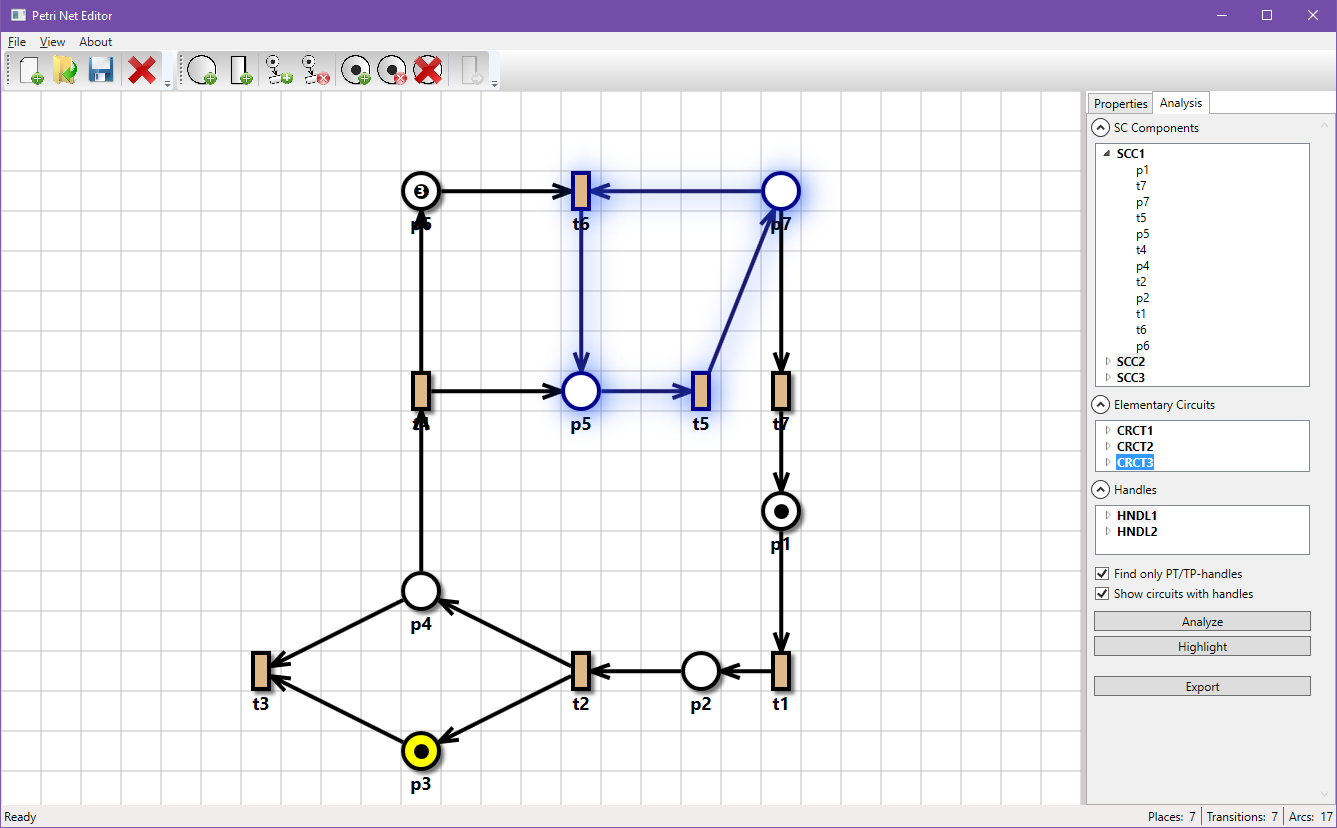 Petri Net Editor
File View About
Properties Analysis
SC Components
SCC1
p1
t7
p7
t5
p5
t4
p4
t2
p2
t1
t6
p6
SCC2
SCC3
Elementary Circuits
CRCT1
CRCT2
CRCT3
Handles
HNDL1
HNDL2
Find only PT/TP-handles
Show circuits with handles
Analyze
Highlight
Export
3
p6 t6 p7
t4 p5 t5 t7
p1
p4
t3 t2 p2 t1
p3
Ready Places: 7 Transitions: 7 Arcs: 17